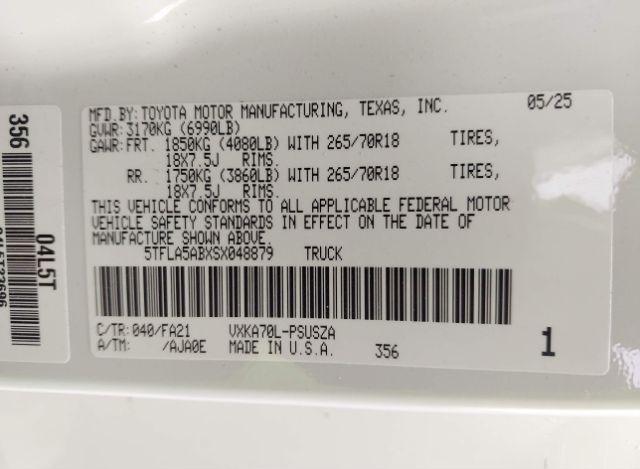 MFD.BY:TOYOTA MOTOR MANUFACTURING, TEXAS, INC. 05/25
GVWR:3170KG (6990LB)
GAWR:FRT. 1850KG (4080LB) WITH 265/70R18 TIRES,
18X7.5J RIMS.
RR. 1750KG (3860LB) WITH 265/70R18 TIRES,
18X7.5J RIMS.
THIS VEHICLE CONFORMS TO ALL APPLICABLE FEDERAL MOTOR
VEHICLE SAFETY STANDARDS IN EFFECT ON THE DATE OF
MANUFACTURE SHOWN ABOVE.
5TFLA5ABXSX048879 TRUCK
C/TR:040/FA21 VXKA70L-PSUSZA
A/TM: /AJA0E MADE IN U.S.A. 356 1
356
04L5T